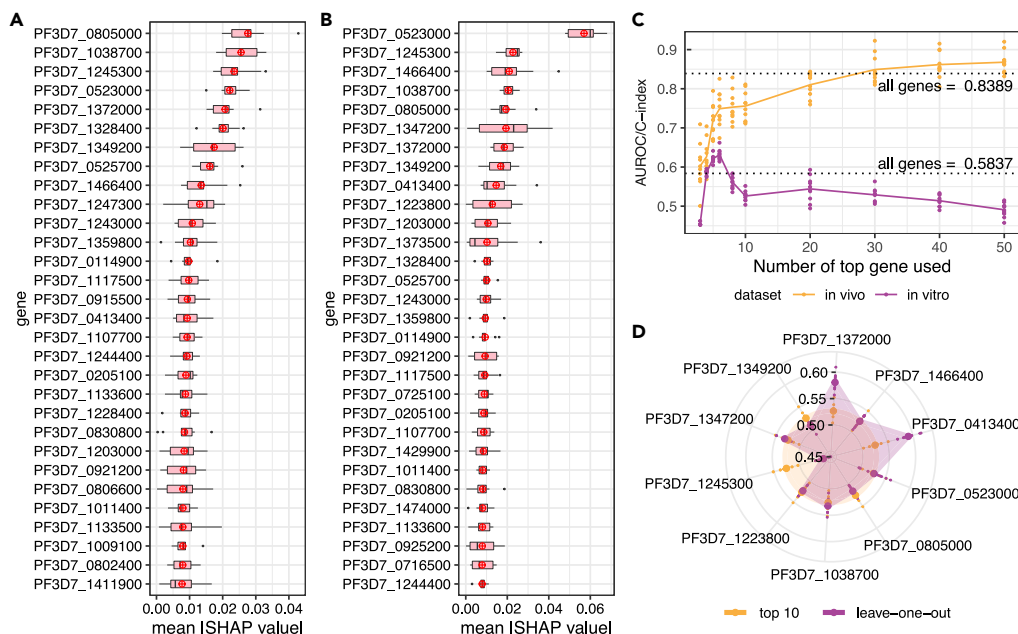 A
PF3D7_0805000
PF3D7_1038700
PF3D7_1245300
PF3D7_0523000
PF3D7_1372000
PF3D7_1328400
PF3D7_1349200
PF3D7_0525700
PF3D7_1466400
PF3D7_1247300
PF3D7_1243000
PF3D7_1359800
PF3D7_0114900
PF3D7_1117500
PF3D7_0915500
PF3D7_0413400
PF3D7_1107700
PF3D7_1244400
PF3D7_0205100
PF3D7_1133600
PF3D7_1228400
PF3D7_0830800
PF3D7_1203000
PF3D7_0921200
PF3D7_0806600
PF3D7_1011400
PF3D7_1133500
PF3D7_1009100
PF3D7_0802400
PF3D7_1411900
gene
0.00 0.01 0.02 0.03 0.04
mean ISHAP valueI
B
PF3D7_0523000
PF3D7_1245300
PF3D7_1466400
PF3D7_1038700
PF3D7_0805000
PF3D7_1347200
PF3D7_1372000
PF3D7_1349200
PF3D7_0413400
PF3D7_1223800
PF3D7_1203000
PF3D7_1373500
PF3D7_1328400
PF3D7_0525700
PF3D7_1243000
PF3D7_1359800
PF3D7_0114900
PF3D7_0921200
PF3D7_1117500
PF3D7_0725100
PF3D7_0205100
PF3D7_1107700
PF3D7_1429900
PF3D7_1011400
PF3D7_0830800
PF3D7_1474000
PF3D7_1133600
PF3D7_0925200
PF3D7_0716500
PF3D7_1244400
gene
0.00 0.02 0.04 0.06
mean ISHAP valueI
C
AUROC/C-index
0.9
0.8
0.7
0.6
0.5
all genes = 0.8389
all genes = 0.5837
10 20 30 40 50
Number of top gene used
dataset in vivo in vitro
D
PF3D7_1372000
PF3D7_1466400
PF3D7_0413400
PF3D7_0523000
PF3D7_0805000
PF3D7_1038700
PF3D7_1223800
PF3D7_1245300
PF3D7_1347200
PF3D7_1349200
0.60
0.55
0.50
0.45
top 10 leave-one-out